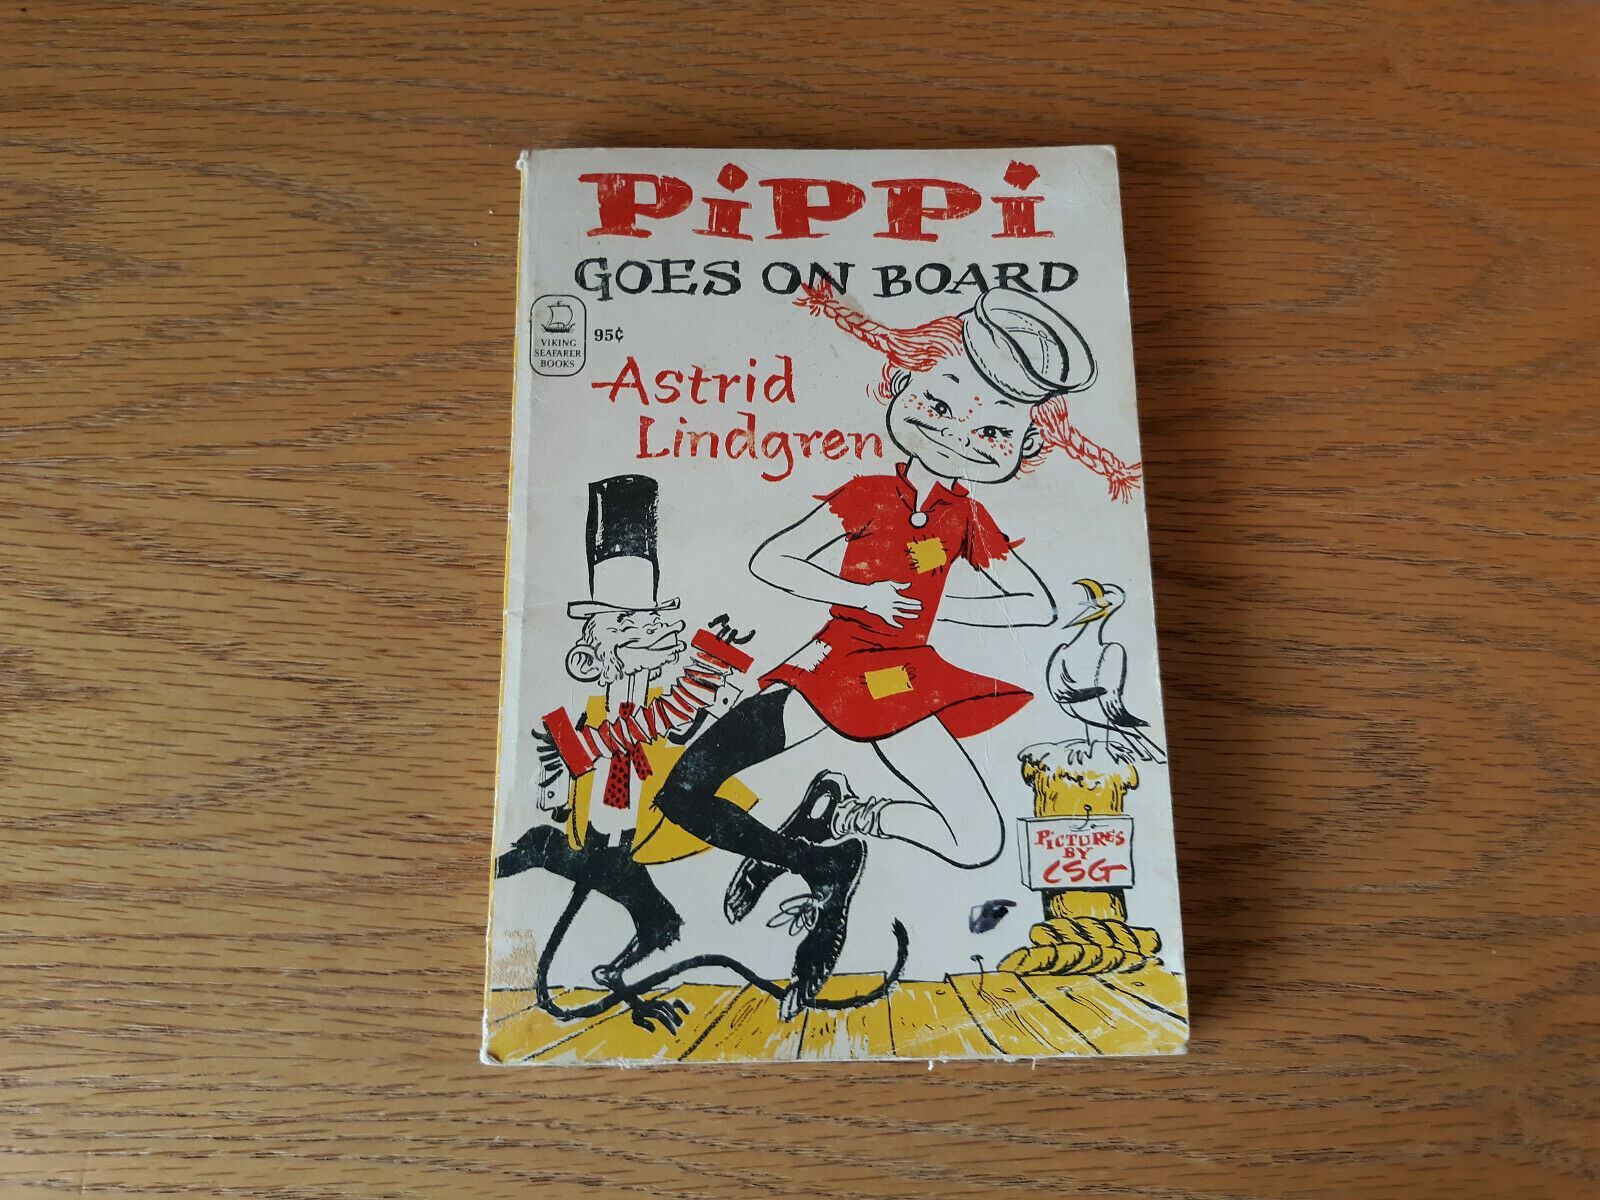 PiPPi
GOES ON BOARD
VIKING
SEAFARER
BOOKS
95¢
Astrid
Lindgren
PICTURES
BY
CSG